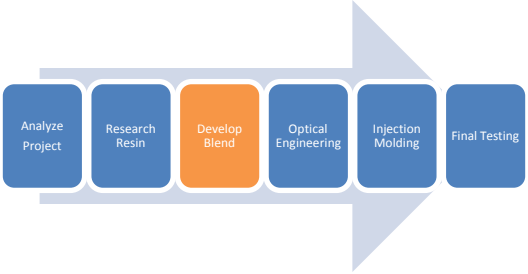 Analyze
Project
Research
Resin
Develop
Blend
Optical
Engineering
Injection
Molding
Final Testing